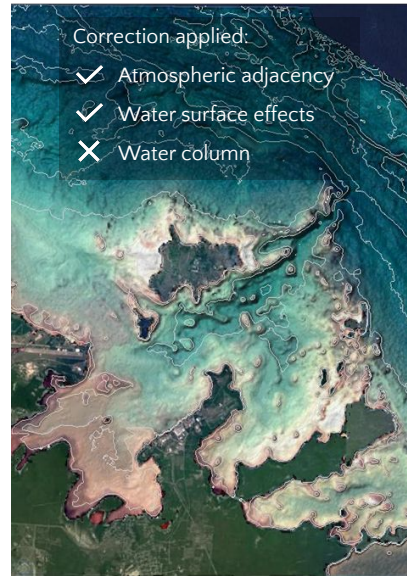 Correction applied:
Atmospheric adjacency
Water surface effects
Water column